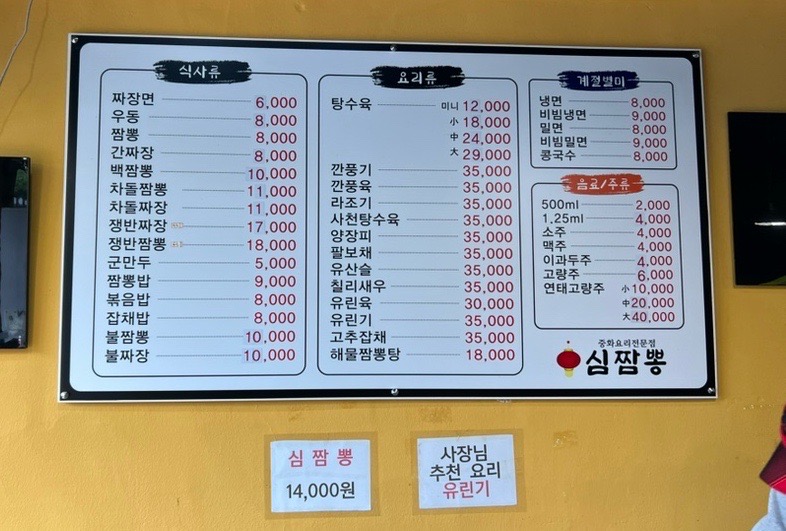 식사류
짜장면 6,000
우동 8,000
짬뽕 8,000
간짜장 8,000
백짬뽕 10,000
차돌짬뽕 11,000
차돌짜장 11,000
쟁반짜장 17,000
쟁반짬뽕 18,000
군만두 5,000
짬뽕밥 9,000
볶음밥 8,000
잡채밥 8,000
불짬뽕 10,000
불짜장 10,000
요리류
탕수육 미니 12,000
小 18,000
中 24,000
大 29,000
깐풍기 35,000
깐풍육 35,000
라조기 35,000
사천탕수육 35,000
양장피 35,000
팔보채 35,000
유산슬 35,000
칠리새우 35,000
유린육 30,000
유린기 35,000
고추잡채 35,000
해물짬뽕탕 18,000
계절별미
냉면 8,000
비빔냉면 9,000
밀면 8,000
비빔밀면 9,000
콩국수 8,000
음료/주류
500ml 2,000
1.25ml 4,000
소주 4,000
맥주 4,000
이과두주 4,000
고량주 6,000
연태고량주 小 10,000
中 20,000
大 40,000
중화요리전문점
심짬뽕
심짬뽕
14,000원
사장님
추천 요리
유린기